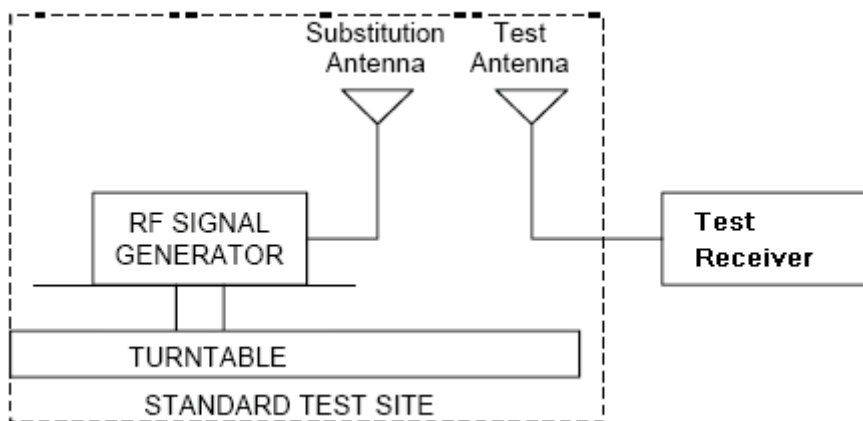 Substitution
Antenna
Test
Antenna
RF SIGNAL
GENERATOR
Test
Receiver
TURNTABLE
STANDARD TEST SITE